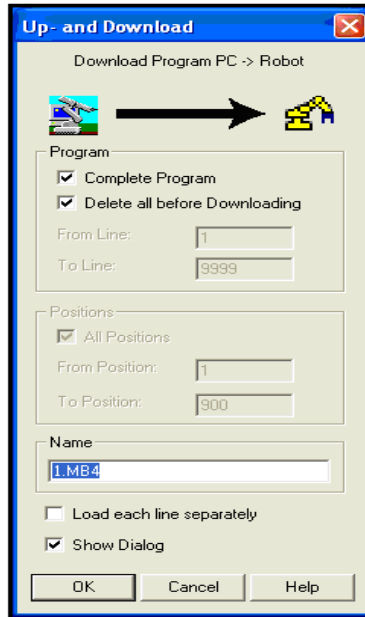 Up- and Download
Download Program PC -> Robot
Program
Complete Program
Delete all before Downloading
From Line: 1
To Line: 9999
Positions
All Positions
From Position: 1
To Position: 900
Name
1.MB4
Load each line separately
Show Dialog
OK Cancel Help